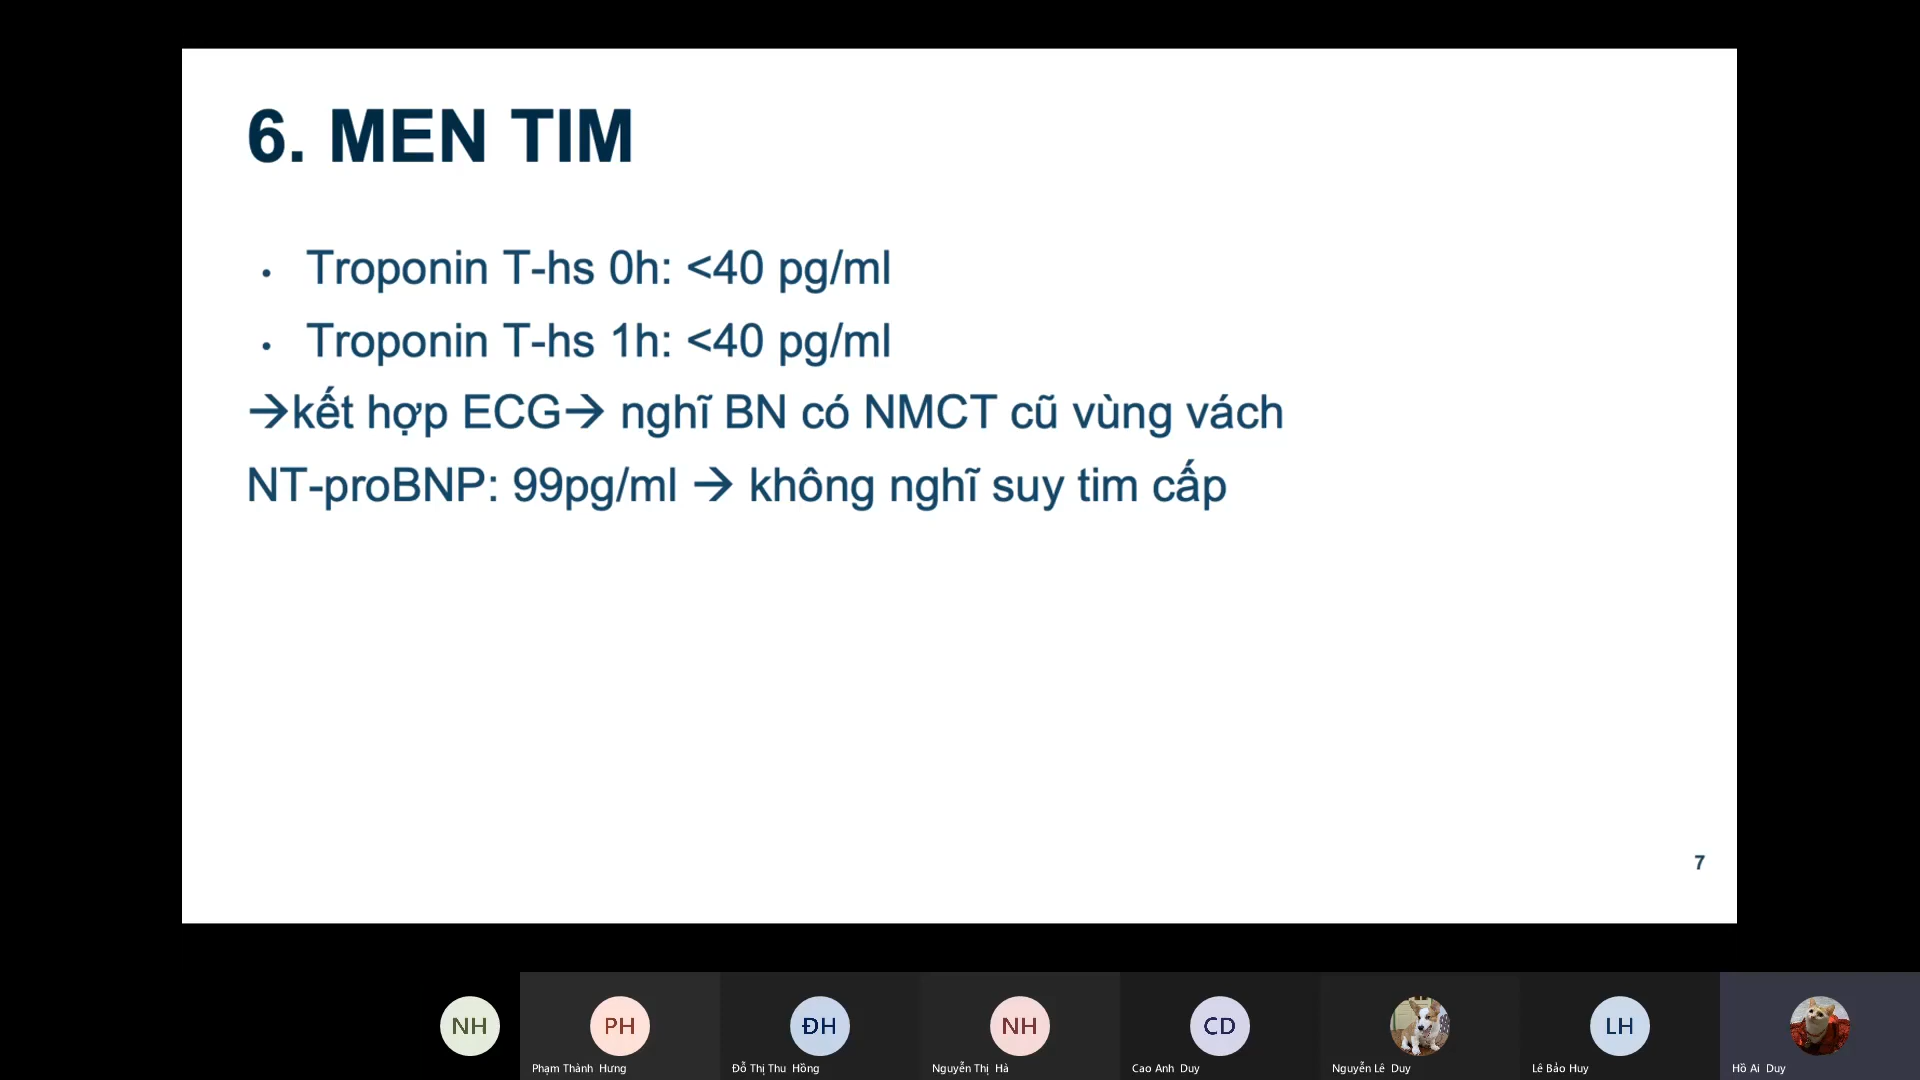 6. MEN TIM
• Troponin T-hs 0h: <40 pg/ml
• Troponin T-hs 1h: <40 pg/ml
→kết hợp ECG→ nghĩ BN có NMCT cũ vùng vách
NT-proBNP: 99pg/ml → không nghĩ suy tim cấp
7
NH
PH
ĐH
NH
CD
LH
Phạm Thành Hưng
Đỗ Thị Thu Hồng
Nguyễn Thị Hà
Cao Anh Duy
Nguyễn Lê Duy
Lê Bảo Huy
Hồ Ai Duy